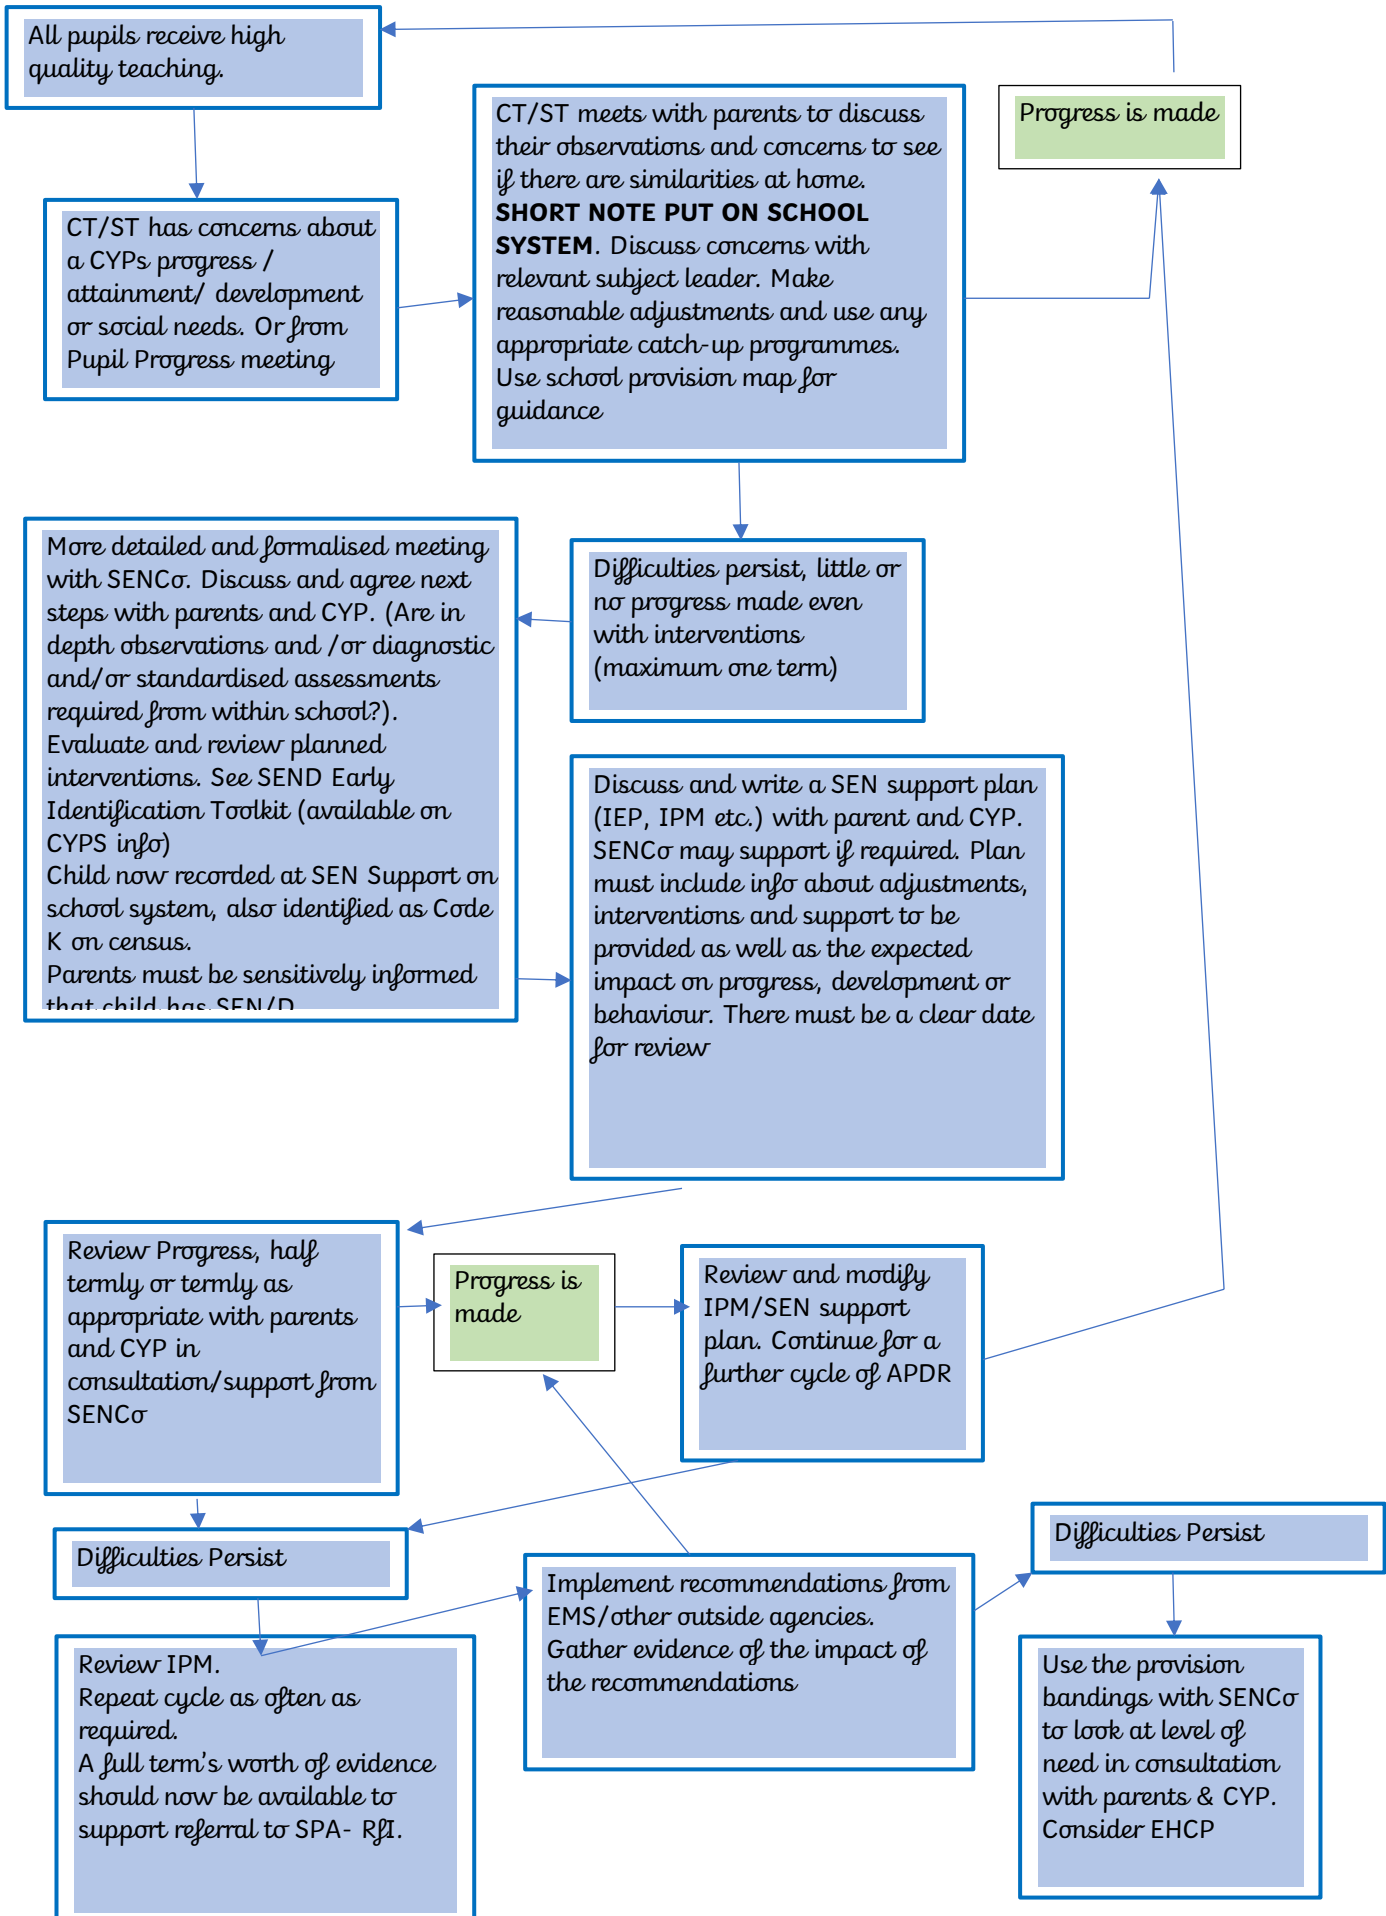 All pupils receive high
quality teaching.
Progress is made
CT/ST meets with parents to discuss
their observations and concerns to see
if there are similarities at home.
SHORT NOTE PUT ON SCHOOL
SYSTEM. Discuss concerns with
relevant subject leader. Make
reasonable adjustments and use any
appropriate catch-up programmes.
Use school provision map for
guidance
CT/ST has concerns about
a CYPs progress /
attainment/ development
or social needs. Or from
Pupil Progress meeting
Difficulties persist, little or
no progress made even
with interventions
(maximum one term)
More detailed and formalised meeting
with SENCo. Discuss and agree next
steps with parents and CYP. (Are in
depth observations and /or diagnostic
and/or standardised assessments
required from within school?).
Evaluate and review planned
interventions. See SEND Early
Identification Toolkit (available on
CYPS info)
Child now recorded at SEN Support on
school system, also identified as Code
K on census.
Parents must be sensitively informed
that child has SEN/D
Discuss and write a SEN support plan
(IEP, IPM etc.) with parent and CYP.
SENCo may support if required. Plan
must include info about adjustments,
interventions and support to be
provided as well as the expected
impact on progress, development or
behaviour. There must be a clear date
for review
Review Progress, half
termly or termly as
appropriate with parents
and CYP in
consultation/support from
SENCo
Progress is
made
Review and modify
IPM/SEN support
plan. Continue for a
further cycle of APDR
Difficulties Persist
Review IPM.
Repeat cycle as often as
required.
A full term's worth of evidence
should now be available to
support referral to SPA- RfI.
Implement recommendations from
EMS/other outside agencies.
Gather evidence of the impact of
the recommendations
Difficulties Persist
Use the provision
bandings with SENCo
to look at level of
need in consultation
with parents & CYP.
Consider EHCP